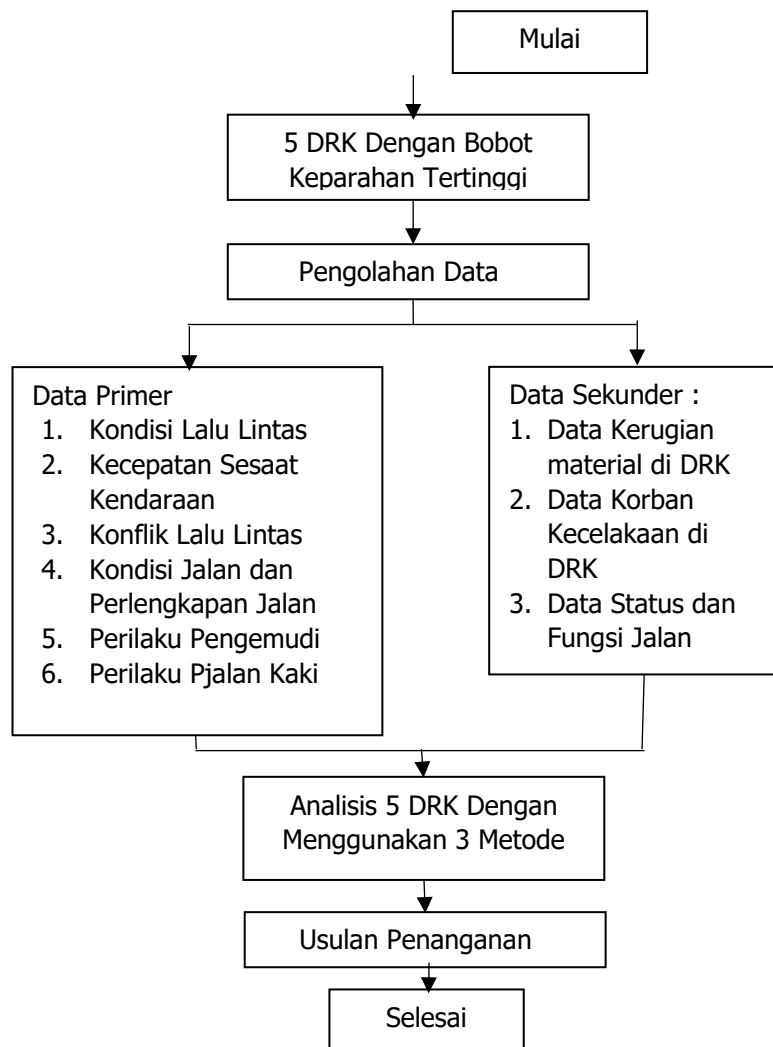 Mulai
5 DRK Dengan Bobot
Keparahan Tertinggi
Pengolahan Data
Data Primer
1. Kondisi Lalu Lintas
2. Kecepatan Sesaat
Kendaraan
3. Konflik Lalu Lintas
4. Kondisi Jalan dan
Perlengkapan Jalan
5. Perilaku Pengemudi
6. Perilaku Pjalan Kaki
Data Sekunder :
1. Data Kerugian
material di DRK
2. Data Korban
Kecelakaan di
DRK
3. Data Status dan
Fungsi Jalan
Analisis 5 DRK Dengan
Menggunakan 3 Metode
Usulan Penanganan
Selesai